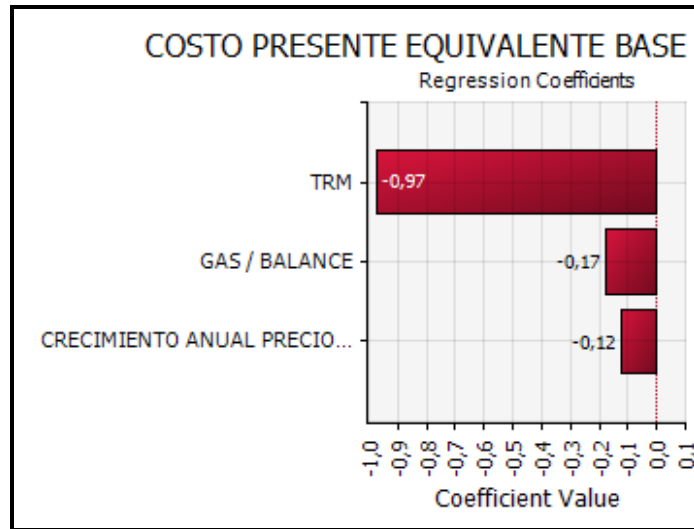 COSTO PRESENTE EQUIVALENTE BASE
Regression Coefficients
TRM
-0,97
GAS / BALANCE
-0,17
CRECIMIENTO ANUAL PRECIO...
-0,12
-1,0
-0,9
-0,8
-0,7
-0,6
-0,5
-0,4
-0,3
-0,2
-0,1
0,0
0,1
Coefficient Value